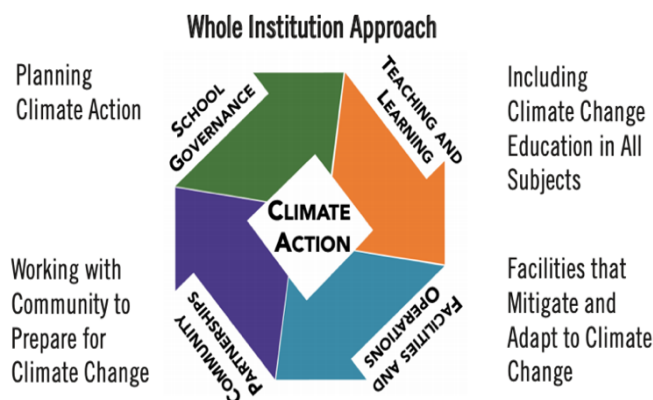 Whole Institution Approach
Planning
Climate Action
SCHOOL
GOVERNANCE
TEACHING AND
LEARNING
Including
Climate Change
Education in All
Subjects
CLIMATE
ACTION
Working with
Community to
Prepare for
Climate Change
COMMUNITY
PARTNERSHIPS
FACILITIES AND
OPERATIONS
Facilities that
Mitigate and
Adapt to Climate
Change